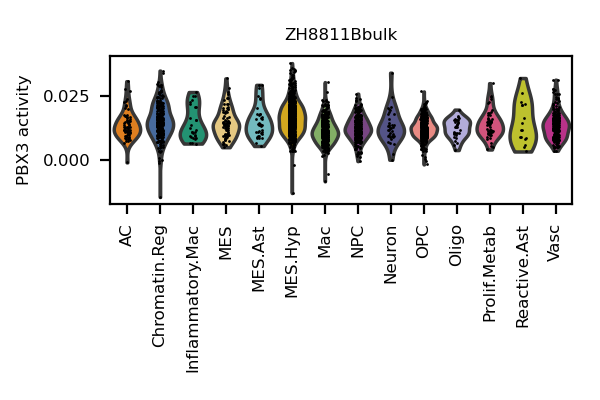 ZH8811Bbulk
PBX3 activity
0.025
0.000
AC
Chromatin.Reg
Inflammatory.Mac
MES
MES.Ast
MES.Hyp
Mac
NPC
Neuron
OPC
Oligo
Prolif.Metab
Reactive.Ast
Vasc